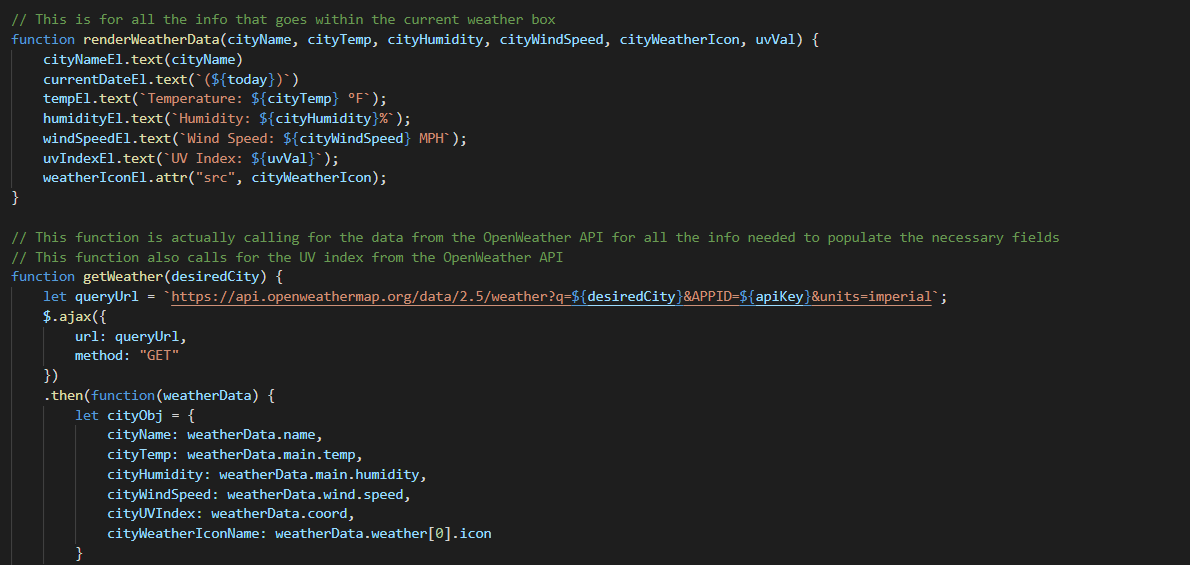 // This is for all the info that goes within the current weather box
function renderWeatherData(cityName, cityTemp, cityHumidity, cityWindSpeed, cityWeatherIcon, uvVal) {
    cityNameEl.text(cityName)
    currentDateEl.text(`(${today})`)
    tempEl.text(`Temperature: ${cityTemp} °F`);
    humidityEl.text(`Humidity: ${cityHumidity}%`);
    windSpeedEl.text(`Wind Speed: ${cityWindSpeed} MPH`);
    uvIndexEl.text(`UV Index: ${uvVal}`);
    weatherIconEl.attr("src", cityWeatherIcon);
}

// This function is actually calling for the data from the OpenWeather API for all the info needed to populate the necessary fields
// This function also calls for the UV index from the OpenWeather API
function getWeather(desiredCity) {
    let queryUrl = `https://api.openweathermap.org/data/2.5/weather?q=${desiredCity}&APPID=${apiKey}&units=imperial`;
    $.ajax({
        url: queryUrl,
        method: "GET"
    })
    .then(function(weatherData) {
        let cityObj = {
            cityName: weatherData.name,
            cityTemp: weatherData.main.temp,
            cityHumidity: weatherData.main.humidity,
            cityWindSpeed: weatherData.wind.speed,
            cityUVIndex: weatherData.coord,
            cityWeatherIconName: weatherData.weather[0].icon
        }